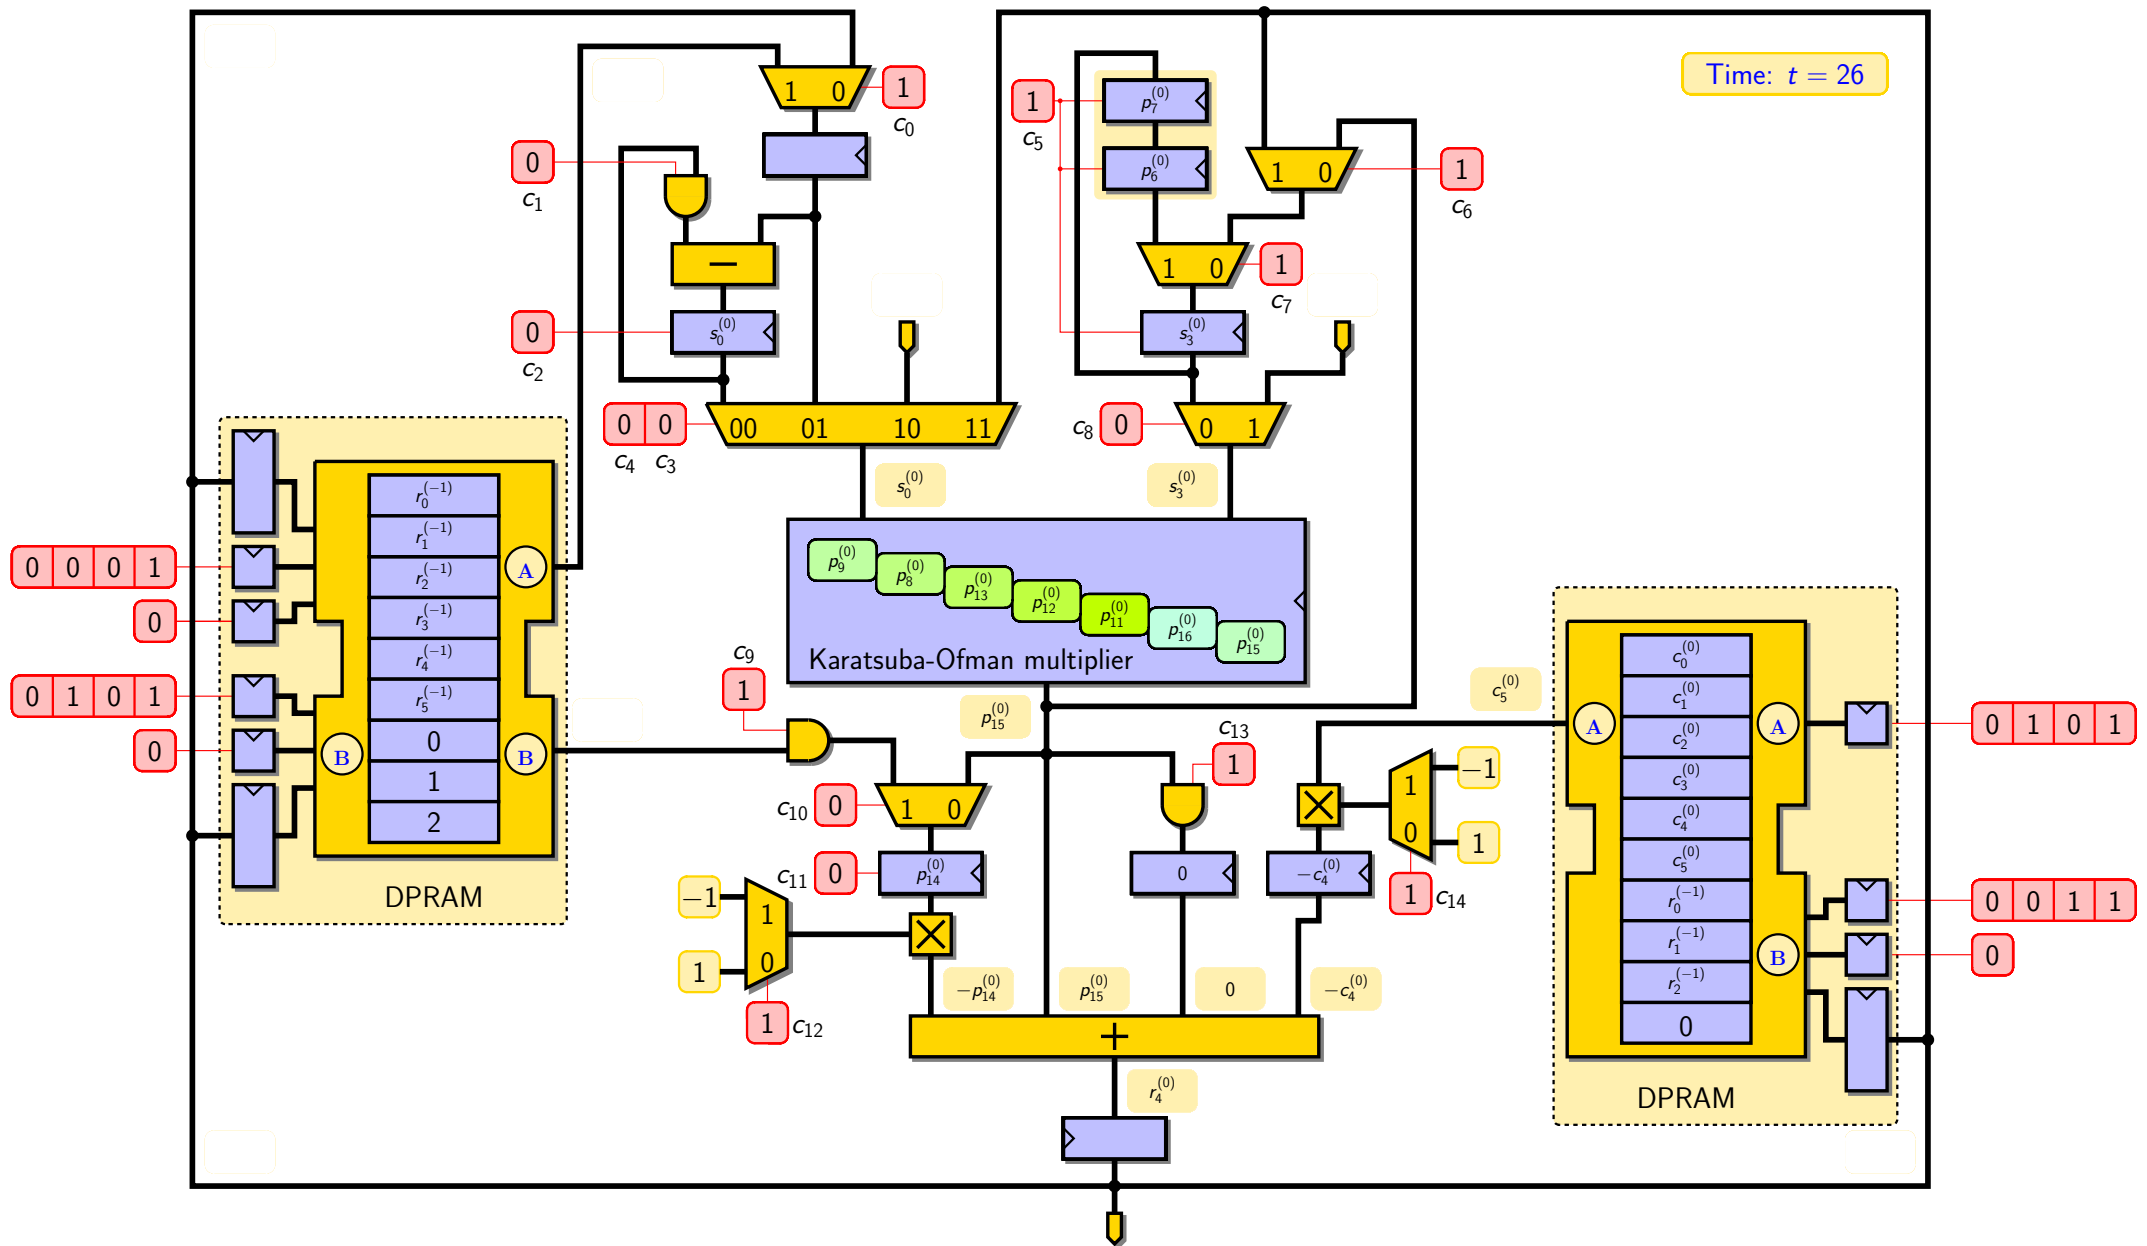 Time: t = 26
1 0
1
c₀
0
c₁
−
s₀⁽⁰⁾
0
c₂
1
c₅
p₇⁽⁰⁾
p₆⁽⁰⁾
1 0
1
c₆
1 0
1
c₇
s₃⁽⁰⁾
0 0
c₄ c₃
00 01 10 11
c₈ 0
0 1
s₀⁽⁰⁾
s₃⁽⁰⁾
r₀⁽⁻¹⁾
r₁⁽⁻¹⁾
r₂⁽⁻¹⁾
r₃⁽⁻¹⁾
r₄⁽⁻¹⁾
r₅⁽⁻¹⁾
0
1
2
A
B
B
DPRAM
0 0 0 1
0
0 1 0 1
0
p₉⁽⁰⁾
p₈⁽⁰⁾
p₁₃⁽⁰⁾
p₁₂⁽⁰⁾
p₁₁⁽⁰⁾
p₁₆⁽⁰⁾
p₁₅⁽⁰⁾
Karatsuba-Ofman multiplier
c₉
1
p₁₅⁽⁰⁾
c₁₃
1
c₁₀ 0
1 0
c₁₁ 0
p₁₄⁽⁰⁾
0
−c₄⁽⁰⁾
−1
1
1
0
1 c₁₂
c₅⁽⁰⁾
1
0
−1
1
1 c₁₄
−p₁₄⁽⁰⁾
p₁₅⁽⁰⁾
0
−c₄⁽⁰⁾
+
r₄⁽⁰⁾
c₀⁽⁰⁾
c₁⁽⁰⁾
c₂⁽⁰⁾
c₃⁽⁰⁾
c₄⁽⁰⁾
c₅⁽⁰⁾
r₀⁽⁻¹⁾
r₁⁽⁻¹⁾
r₂⁽⁻¹⁾
0
A
A
B
DPRAM
0 1 0 1
0 0 1 1
0